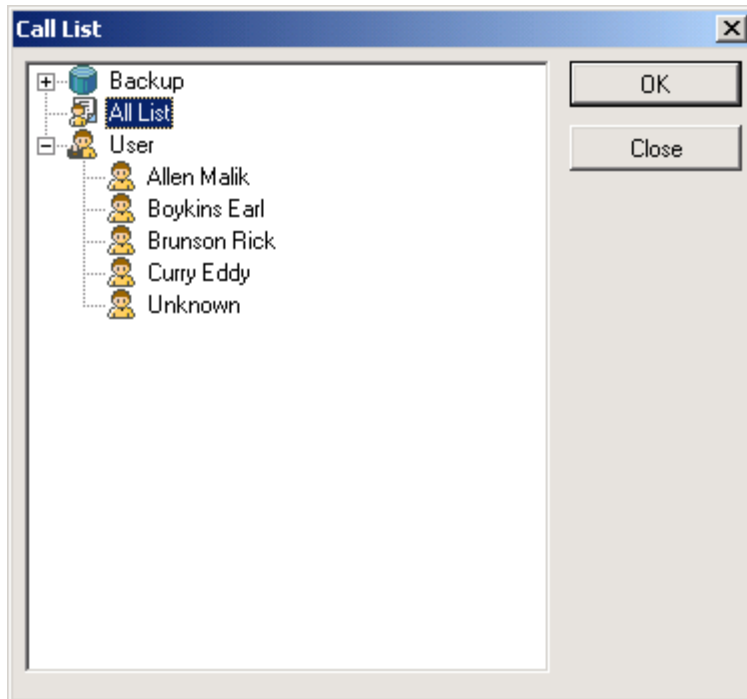 Call List
Backup
All List
User
Allen Malik
Boykins Earl
Brunson Rick
Curry Eddy
Unknown
OK
Close